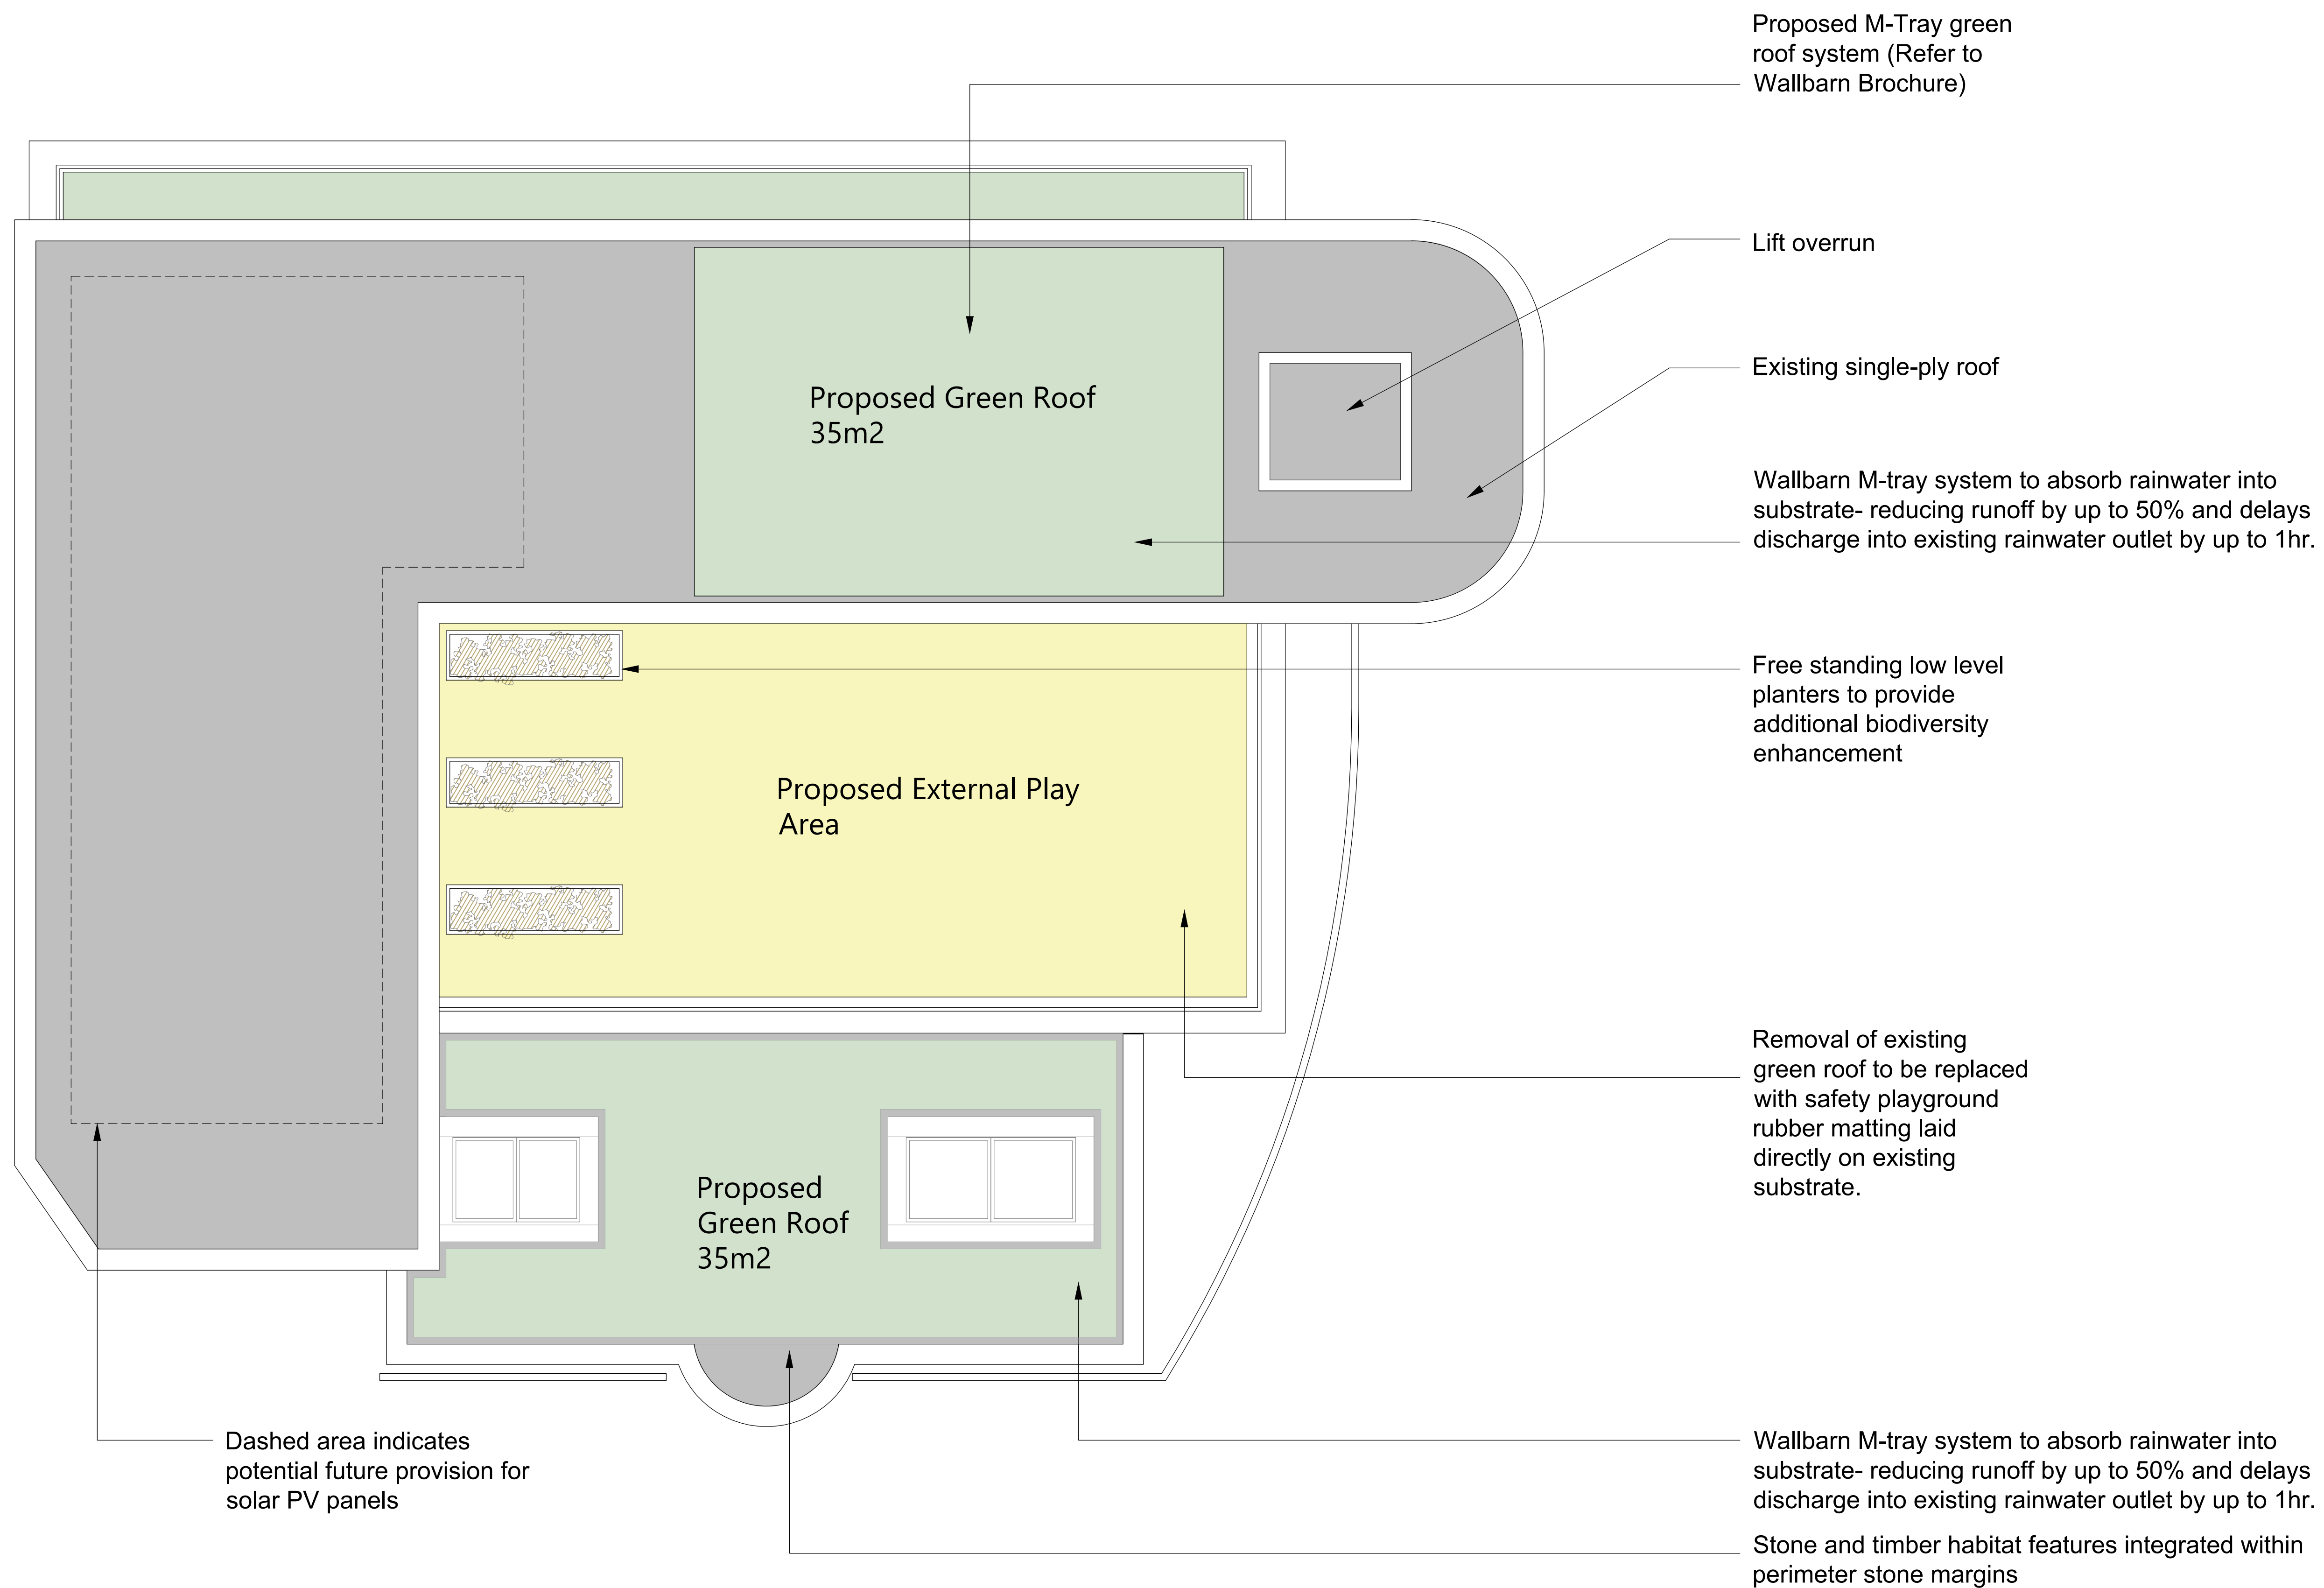 Proposed M-Tray green
roof system (Refer to
Wallbarn Brochure)
Lift overrun
Existing single-ply roof
Proposed Green Roof
35m2
Wallbarn M-tray system to absorb rainwater into
substrate- reducing runoff by up to 50% and delays
discharge into existing rainwater outlet by up to 1hr.
Free standing low level
planters to provide
additional biodiversity
enhancement
Proposed External Play
Area
Removal of existing
green roof to be replaced
with safety playground
rubber matting laid
directly on existing
substrate.
Proposed
Green Roof
35m2
Dashed area indicates
potential future provision for
solar PV panels
Wallbarn M-tray system to absorb rainwater into
substrate- reducing runoff by up to 50% and delays
discharge into existing rainwater outlet by up to 1hr.
Stone and timber habitat features integrated within
perimeter stone margins